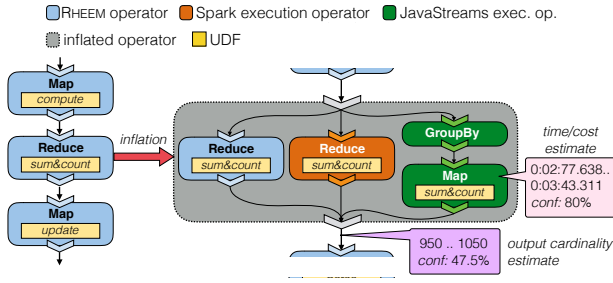 RHEEM operator Spark execution operator JavaStreams exec. op.
inflated operator UDF
Map
compute
Reduce
sum&count
Map
update
inflation
Reduce
sum&count
Reduce
sum&count
GroupBy
Map
sum&count
time/cost
estimate
0:02:77.638..
0:03:43.311
conf: 80%
950 .. 1050
conf: 47.5%
output cardinality
estimate